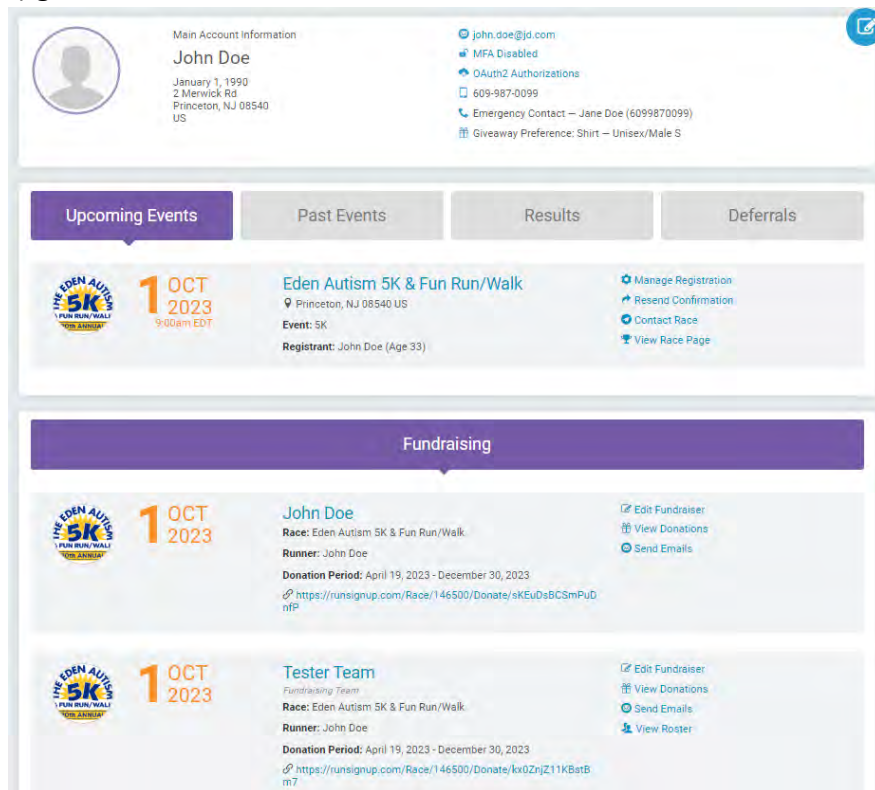 Main Account Information
John Doe
January 1, 1990
2 Merwick Rd
Princeton, NJ 08540
US
john.doe@jd.com
MFA Disabled
OAuth2 Authorizations
609-987-0099
Emergency Contact — Jane Doe (6099870099)
Giveaway Preference: Shirt — Unisex/Male S
Upcoming Events
Past Events
Results
Deferrals
THE EDEN AUTISM
5K
FUN RUN/WALK
1 OCT
2023
9:00am EDT
Eden Autism 5K & Fun Run/Walk
Princeton, NJ 08540 US
Event: 5K
Registrant: John Doe (Age 33)
Manage Registration
Resend Confirmation
Contact Race
View Race Page
Fundraising
THE EDEN AUTISM
5K
FUN RUN/WALK
1 OCT
2023
John Doe
Race: Eden Autism 5K & Fun Run/Walk
Runner: John Doe
Donation Period: April 19, 2023 - December 30, 2023
https://runsignup.com/Race/146500/Donate/sKEuDsBCSmPuD
nfP
Edit Fundraiser
View Donations
Send Emails
THE EDEN AUTISM
5K
FUN RUN/WALK
1 OCT
2023
Tester Team
Fundraising Team
Race: Eden Autism 5K & Fun Run/Walk
Runner: John Doe
Donation Period: April 19, 2023 - December 30, 2023
https://runsignup.com/Race/146500/Donate/kx0ZnjZ11KBstB
m7
Edit Fundraiser
View Donations
Send Emails
View Roster